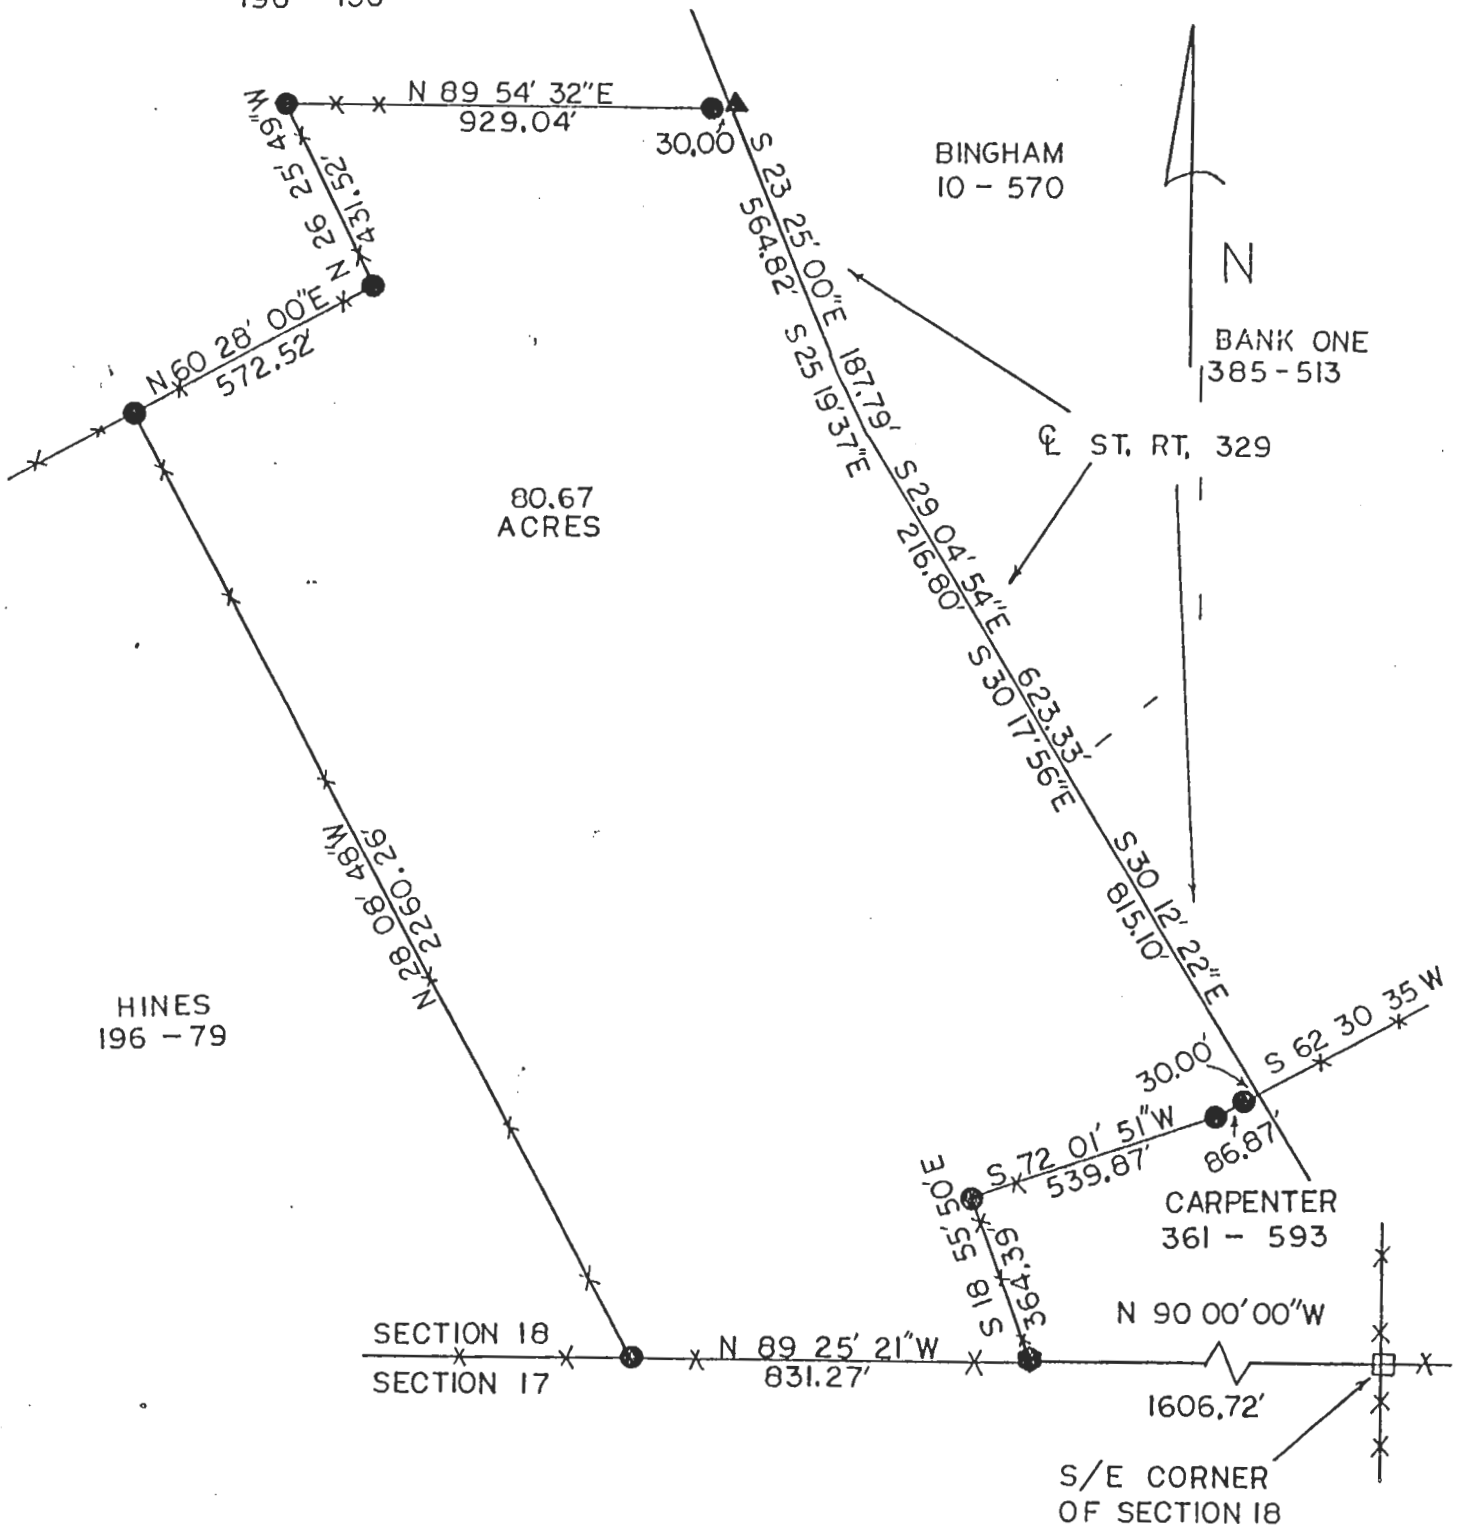 N 89 54' 32"E
929.04'
30.00'
N 26 25' 49"W
431.52'
N 60 28' 00"E
572.52'
S 23 25' 00"E
564.82'
BINGHAM
10 - 570
N
BANK ONE
385-513
187.79'
S 25 19'37"E
℄ ST. RT. 329
80.67
ACRES
S 29 04' 54"E
216.80'
623.33'
S 30 17'56"E
S 30 12' 22"E
815.10'
N 28 08' 48"W
2260.26'
HINES
196 - 79
S 62 30 35 W
30.00'
86.87'
S 72 01' 51"W
539.87'
CARPENTER
361 - 593
S 18 55' 50"E
364.39'
N 90 00'00"W
1606.72'
SECTION 18
SECTION 17
N 89 25' 21"W
831.27'
S/E CORNER
OF SECTION 18